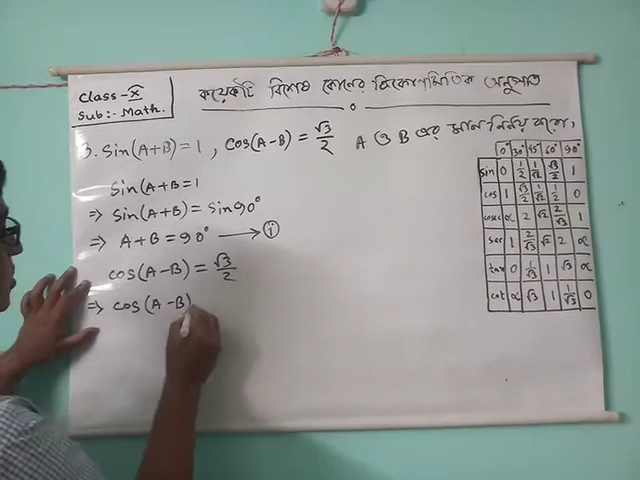 Class - X
Sub:- Math.
কয়েকটি বিশেষ কোনের ত্রিকোণমিতিক অনুপাত
3. Sin(A+B) = 1 , cos(A-B) = √3/2 A ও B এর মান নির্ণয় করো,
Sin(A+B=1
⇒ Sin(A+B) = Sin90°
⇒ A+B = 90° ⟶ (i)
cos(A-B) = √3/2
⇒ cos(A-B)
0° 30° 45° 60° 90°
sin 0 1/2 1/√2 √3/2 1
cos 1 √3/2 1/√2 1/2 0
cosec ∝ 2 √2 2/√3 1
sec 1 2/√3 √2 2 ∝
tan 0 1/√3 1 √3 ∝
cot ∝ √3 1 1/√3 0